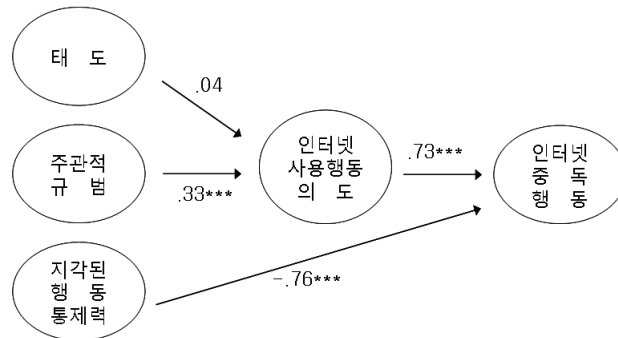 태 도
.04
주관적
규 범
.33***
인터넷
사용행동
의 도
.73***
인터넷
중 독
행 동
지각된
행 동
통제력
-.76***